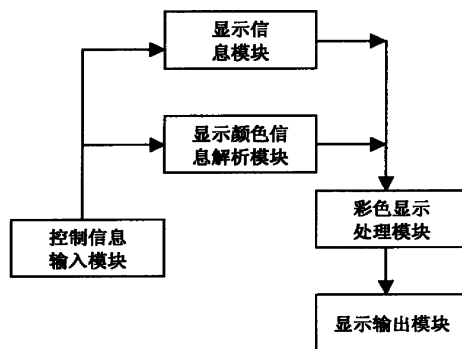 显示信
息模块
显示颜色信
息解析模块
彩色显示
处理模块
控制信息
输入模块
显示输出模块